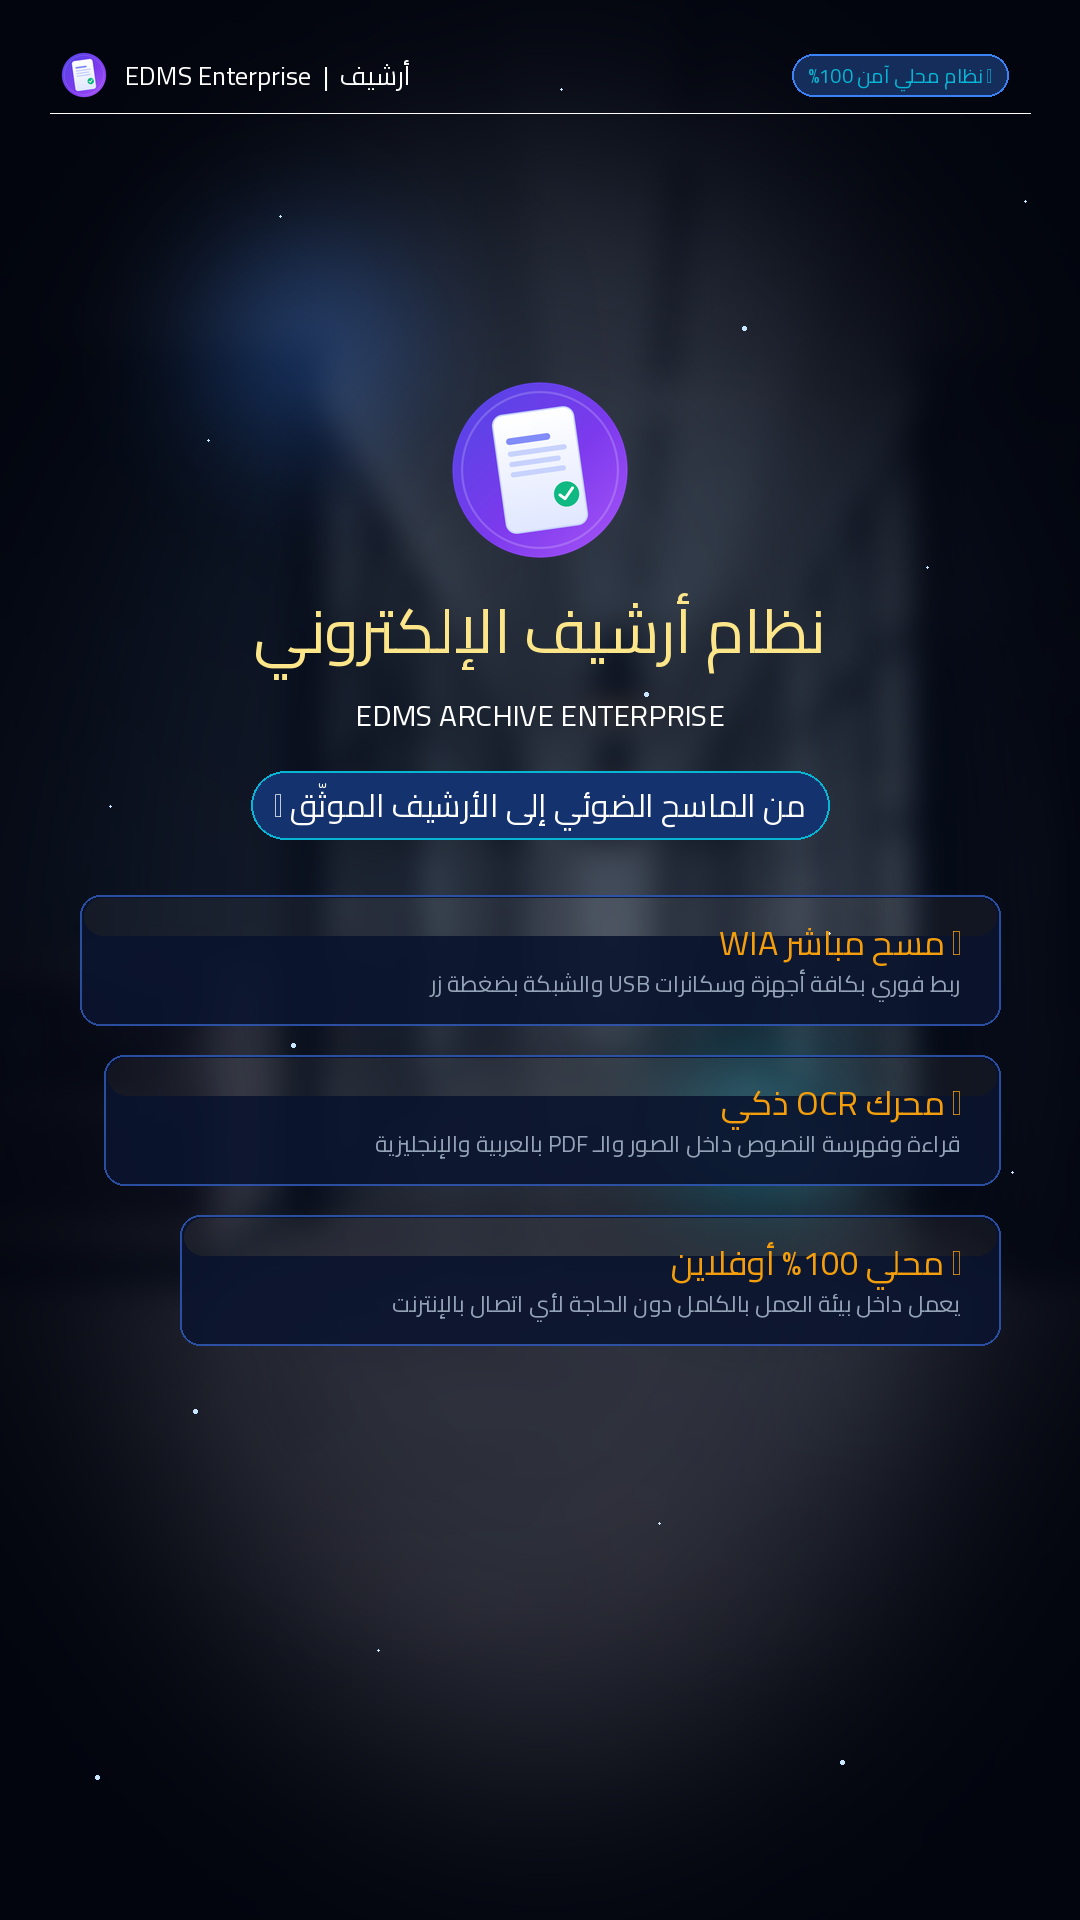 أرشيف | EDMS Enterprise
نظام محلي آمن 100%
نظام أرشيف الإلكتروني
EDMS ARCHIVE ENTERPRISE
من الماسح الضوئي إلى الأرشيف الموثّق
مسح مباشر WIA
ربط فوري بكافة أجهزة وسكانرات USB والشبكة بضغطة زر
محرك OCR ذكي
قراءة وفهرسة النصوص داخل الصور والـ PDF بالعربية والإنجليزية
محلي 100% أوفلاين
يعمل داخل بيئة العمل بالكامل دون الحاجة لأي اتصال بالإنترنت